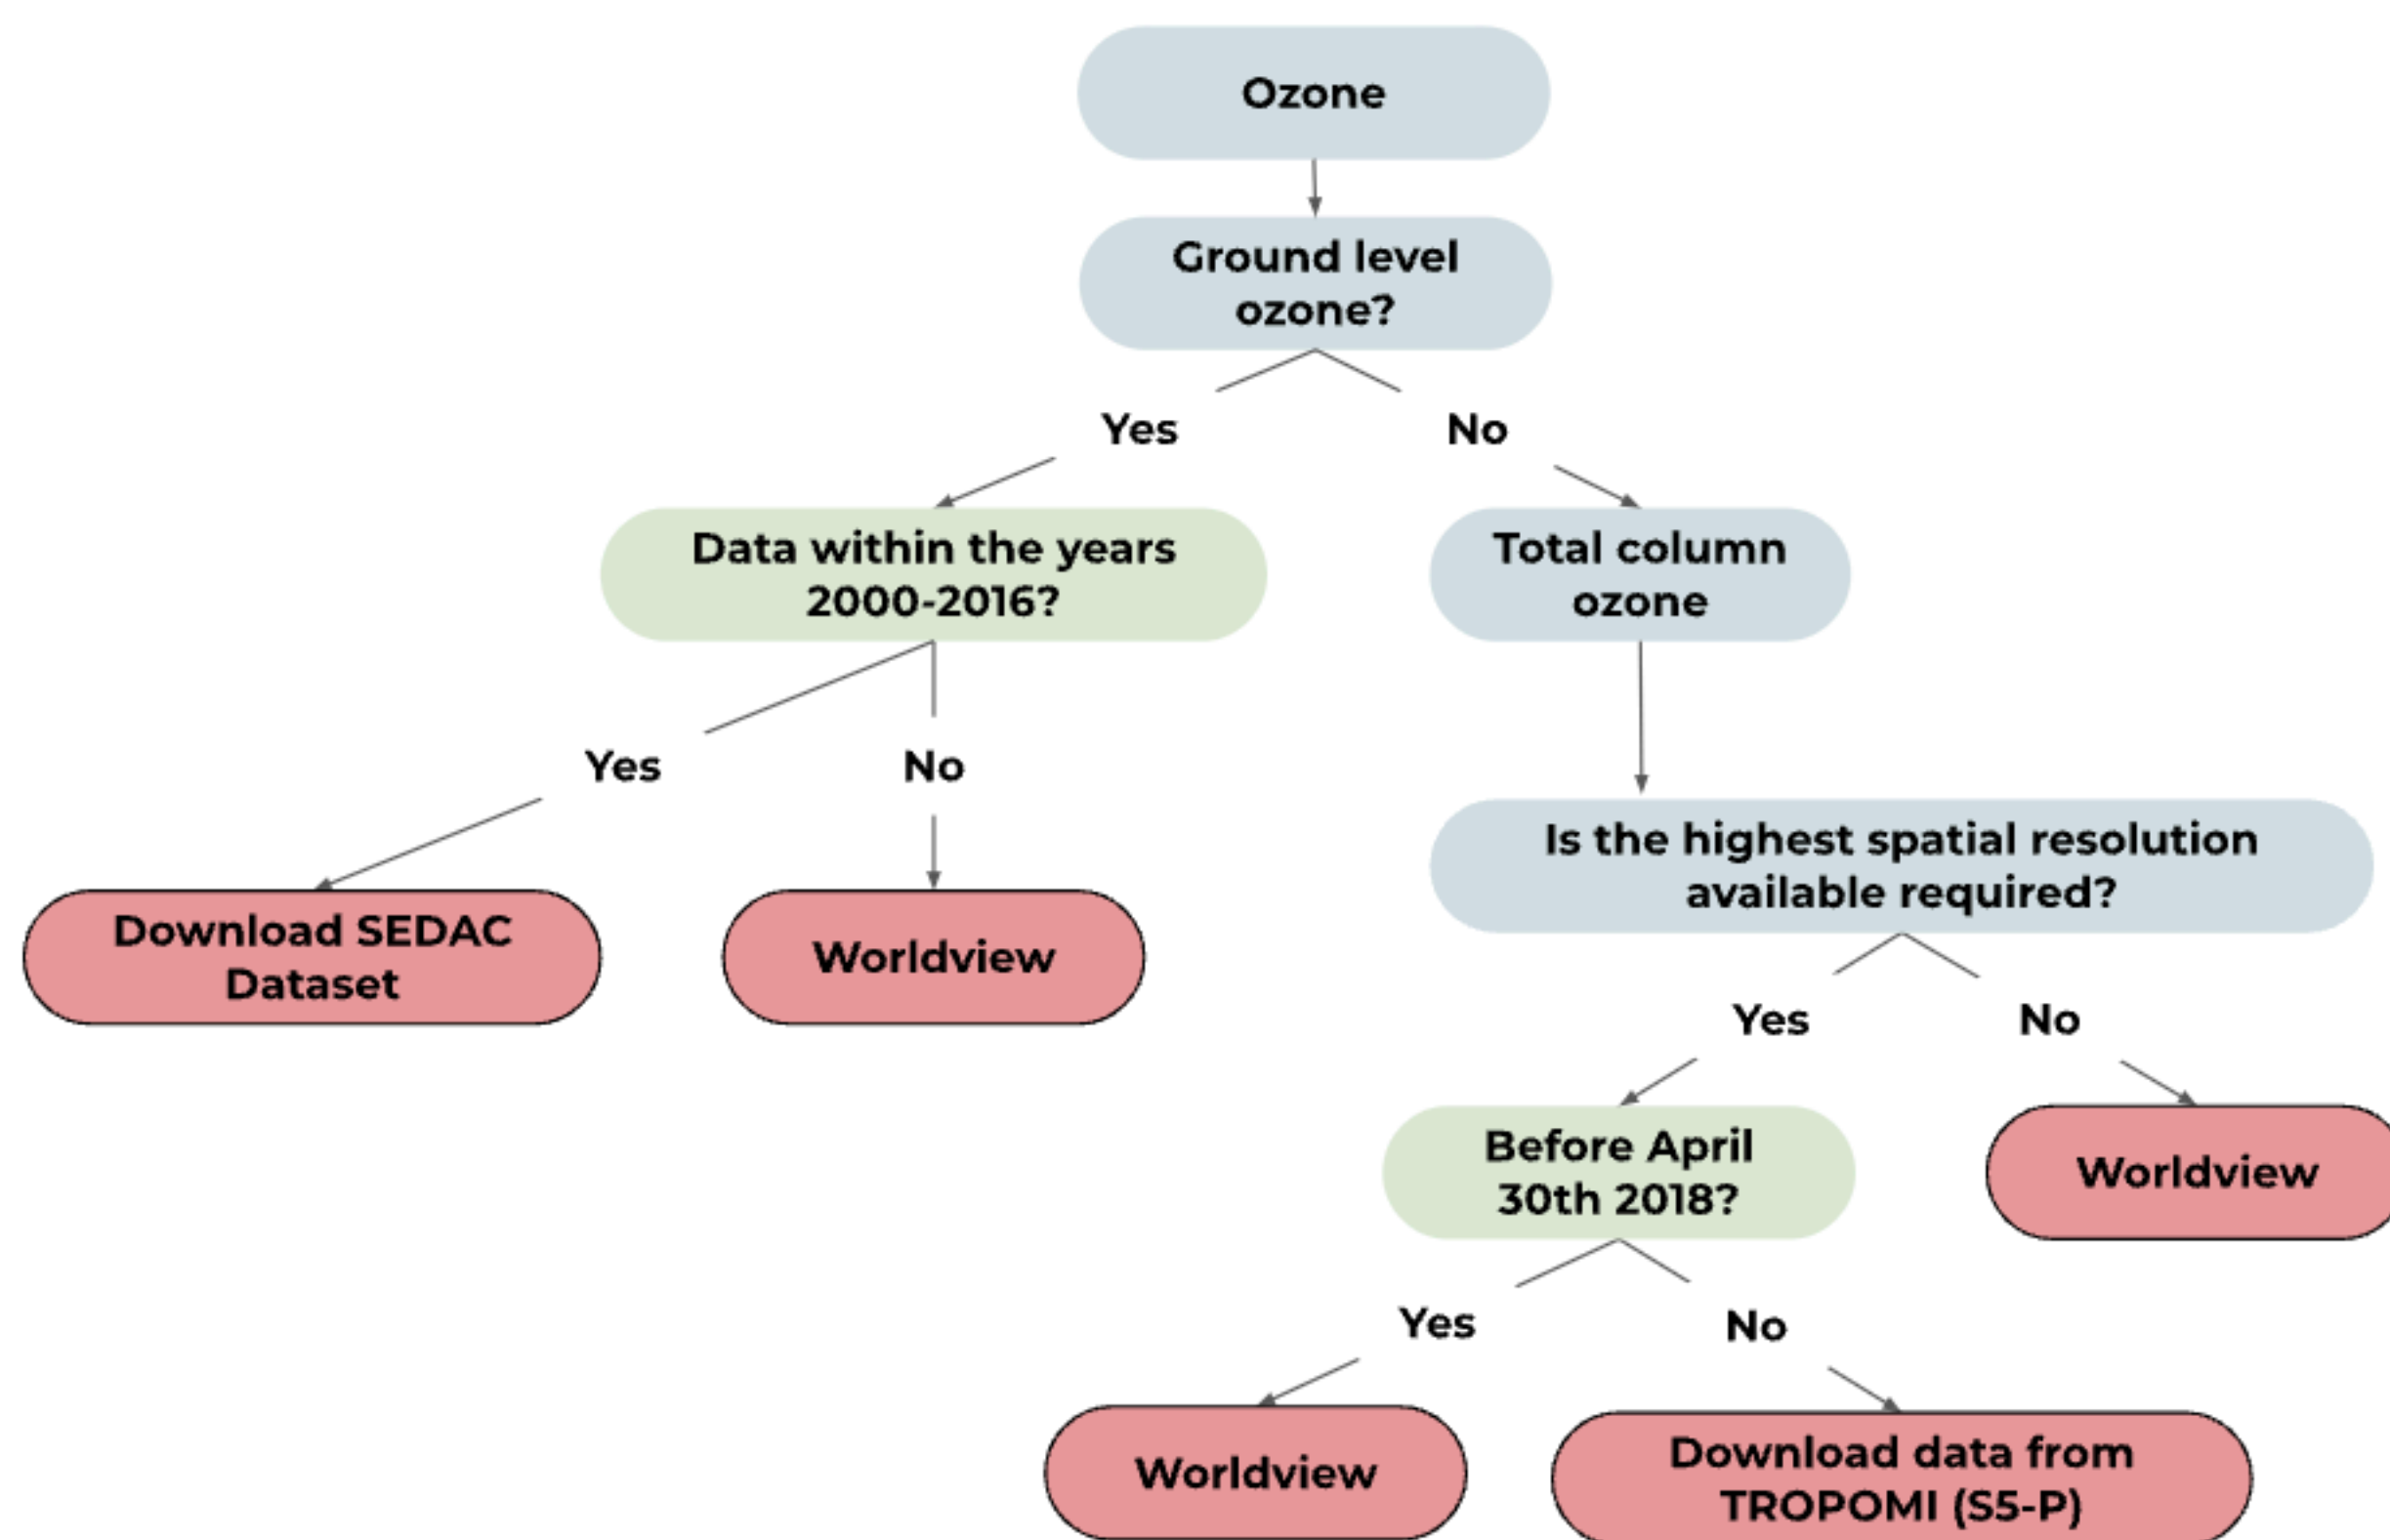 Ozone
Ground level
ozone?
Yes
No
Data within the years
2000-2016?
Total column
ozone
Yes
No
Is the highest spatial resolution
available required?
Download SEDAC
Dataset
Worldview
Yes
No
Before April
30th 2018?
Worldview
Yes
No
Worldview
Download data from
TROPOMI (S5-P)